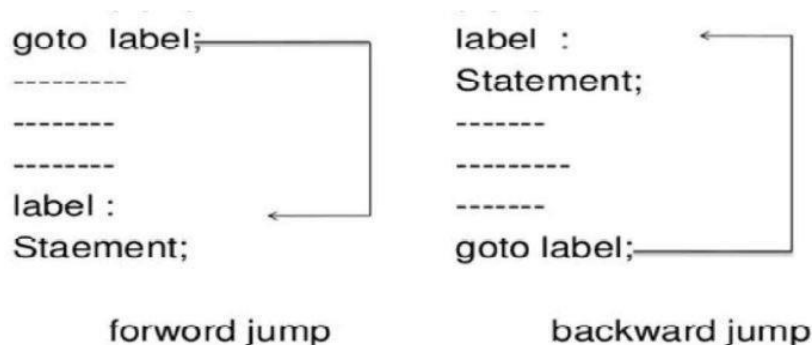 goto label;
---------
--------
--------
label :
Staement;
forword jump
label :
Statement;
-------
---------
-------
goto label;
backward jump